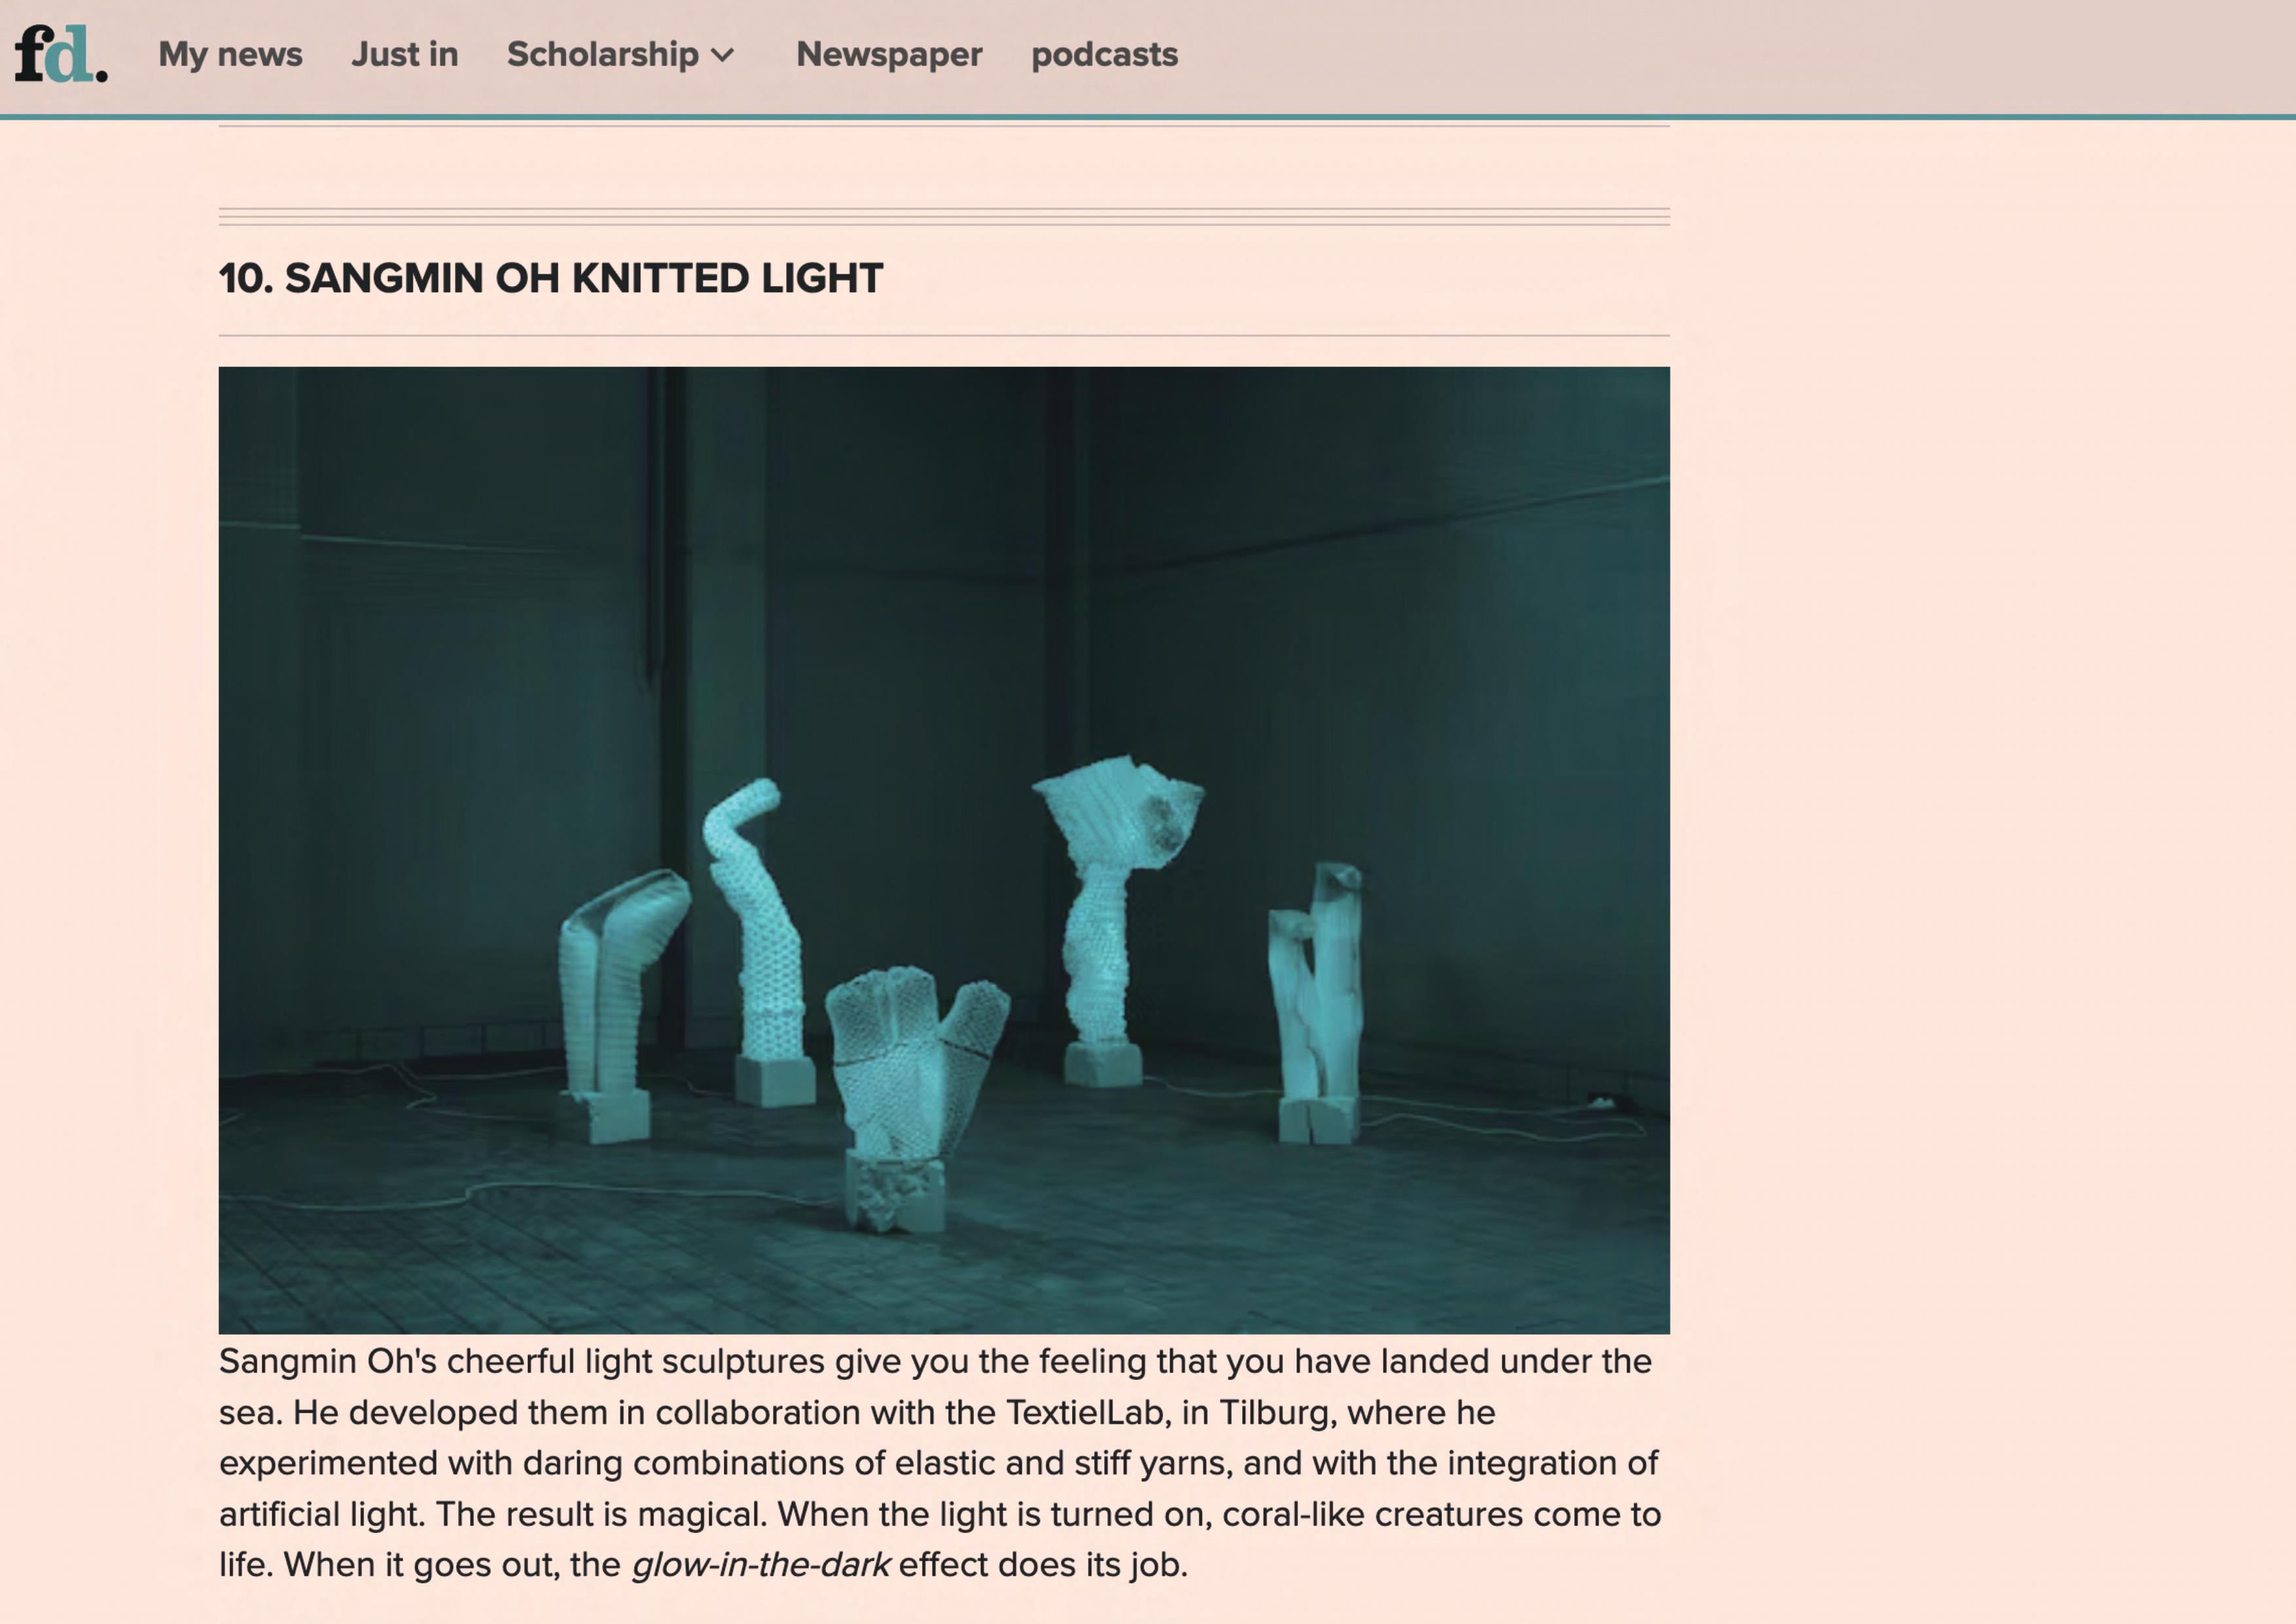 fd. My news Just in Scholarship Newspaper podcasts
10. SANGMIN OH KNITTED LIGHT
Sangmin Oh's cheerful light sculptures give you the feeling that you have landed under the
sea. He developed them in collaboration with the TextielLab, in Tilburg, where he
experimented with daring combinations of elastic and stiff yarns, and with the integration of
artificial light. The result is magical. When the light is turned on, coral-like creatures come to
life. When it goes out, the glow-in-the-dark effect does its job.